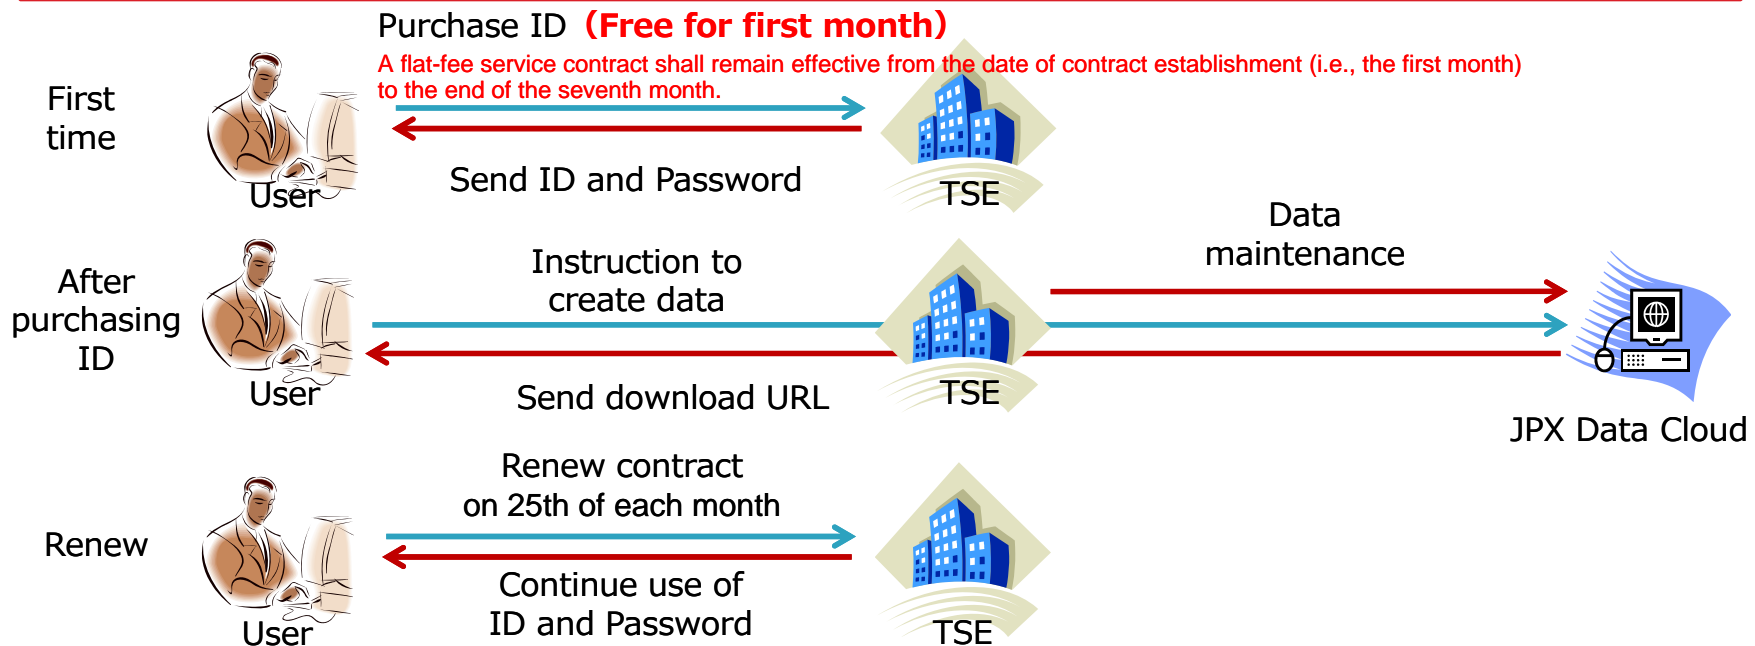 Purchase ID (Free for first month)
A flat-fee service contract shall remain effective from the date of contract establishment (i.e., the first month)
to the end of the seventh month.
First
time
Send ID and Password
User
TSE
Data
maintenance
Instruction to
create data
After
purchasing
ID
Send download URL
User
TSE
JPX Data Cloud
Renew contract
on 25th of each month
Renew
Continue use of
ID and Password
User
TSE